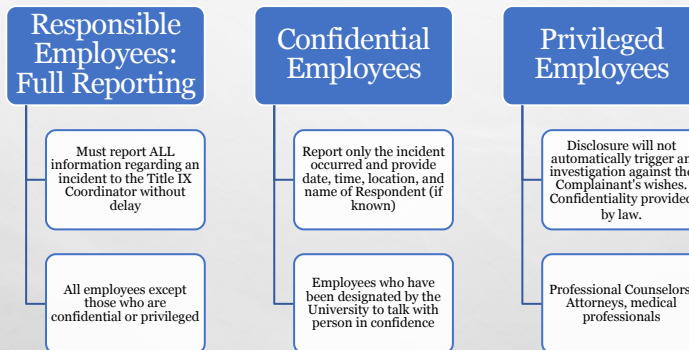 Responsible
Employees:
Full Reporting
Must report ALL
information regarding an
incident to the Title IX
Coordinator without
delay
All employees except
those who are
confidential or privileged
Confidential
Employees
Report only the incident
occurred and provide
date, time, location, and
name of Respondent (if
known)
Employees who have
been designated by the
University to talk with
person in confidence
Privileged
Employees
Disclosure will not
automatically trigger an
investigation against the
Complainant's wishes.
Confidentiality provided
by law.
Professional Counselors
Attorneys, medical
professionals